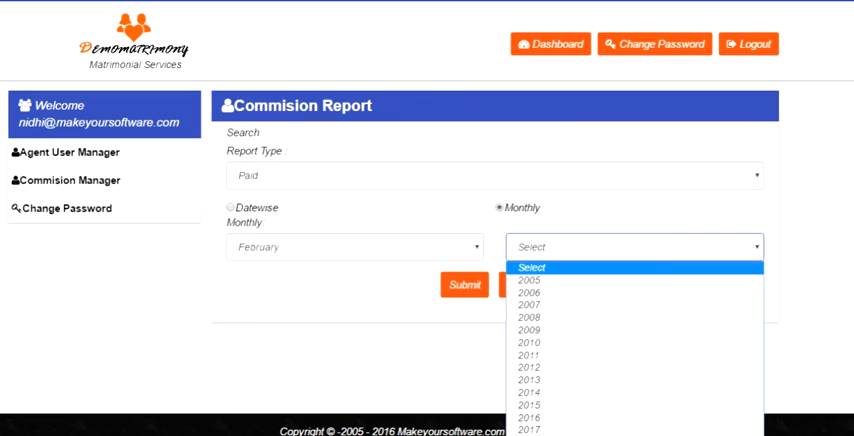 Demomatrimony
Matrimonial Services
Dashboard
Change Password
Logout
Welcome
nidhi@makeyoursoftware.com
Agent User Manager
Commision Manager
Change Password
Commision Report
Search
Report Type :
Paid
Datewise
Monthly
Monthly:
February
Select
Submit
Select
2005
2006
2007
2008
2009
2010
2011
2012
2013
2014
2015
2016
2017
Copyright © -2005 - 2016 Makeyoursoftware.com